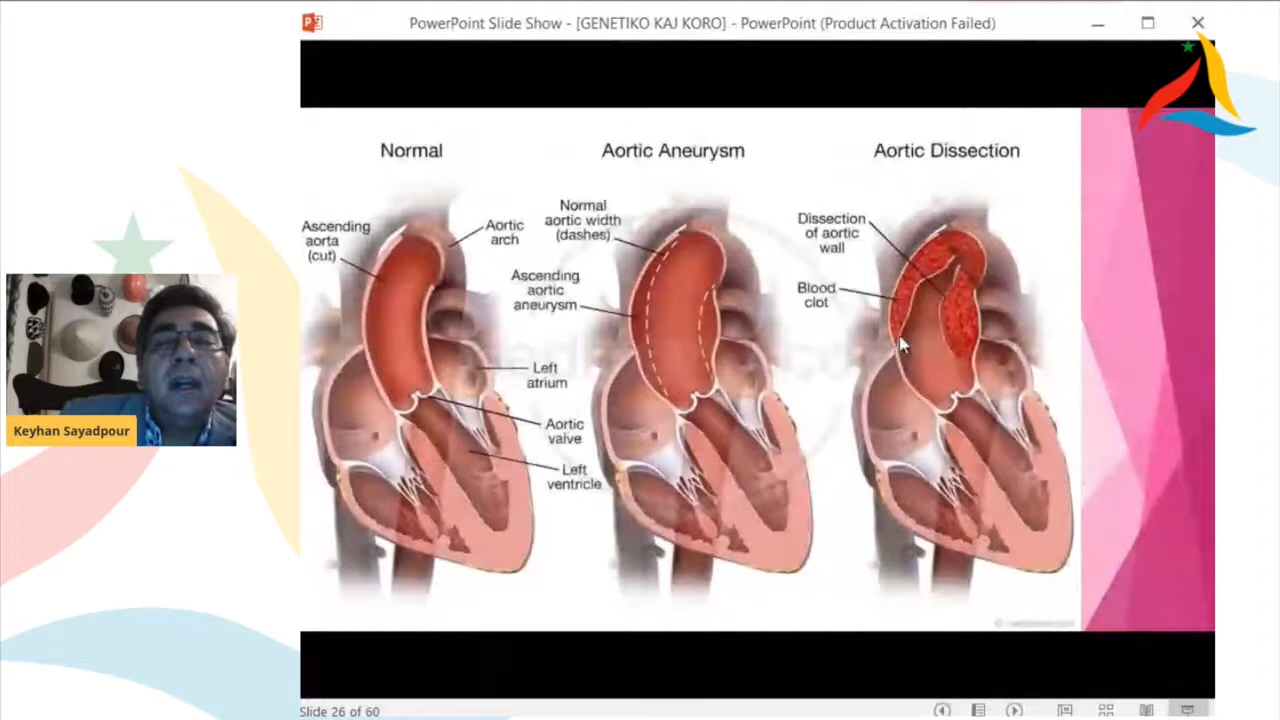 PowerPoint Slide Show - [GENETIKO KAJ KORO] - PowerPoint (Product Activation Failed)
Normal
Aortic Aneurysm
Aortic Dissection
Ascending
aorta
(cut)
Aortic
arch
Normal
aortic width
(dashes)
Ascending
aortic
aneurysm
Dissection
of aortic
wall
Blood
clot
Left
atrium
Aortic
valve
Left
ventricle
Keyhan Sayadpour
Slide 26 of 60